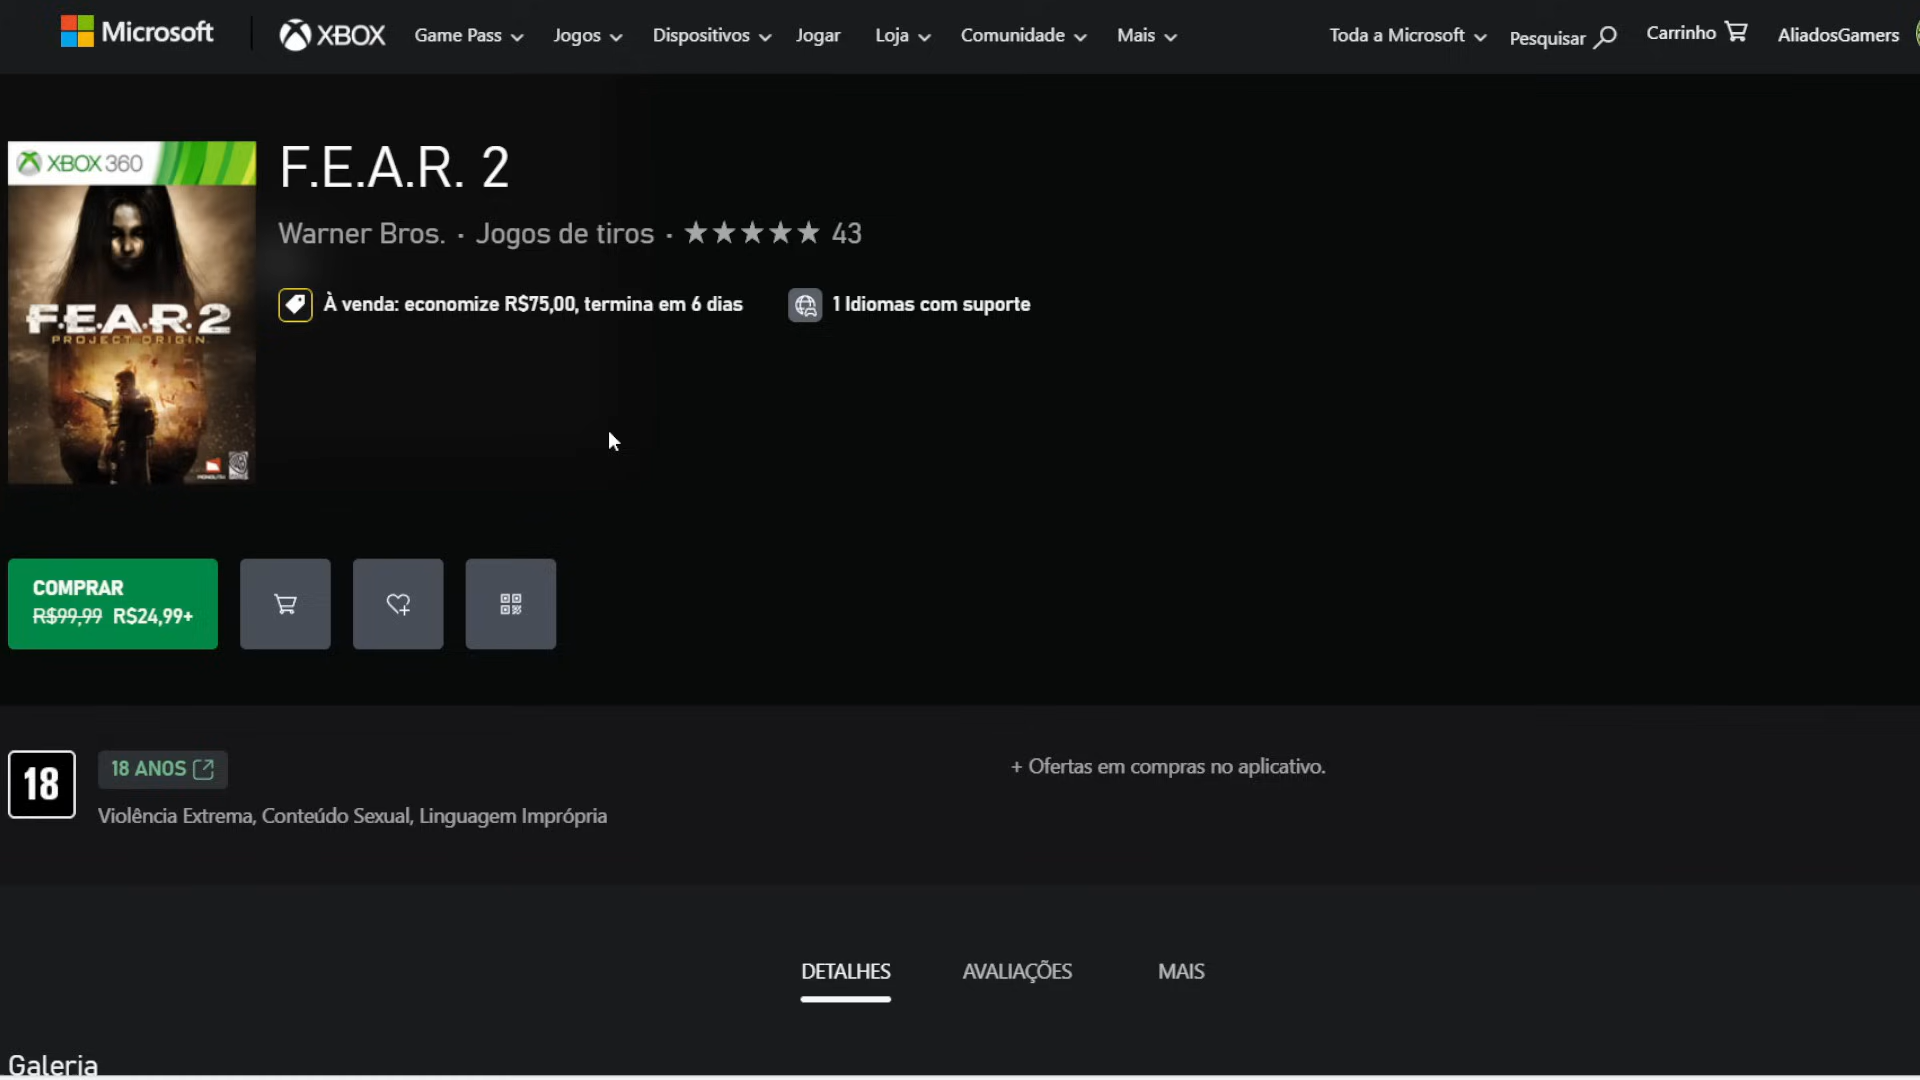 Microsoft
XBOX
Game Pass
Jogos
Dispositivos
Jogar
Loja
Comunidade
Mais
Toda a Microsoft
Pesquisar
Carrinho
AliadosGamers
XBOX 360
F.E.A.R. 2
PROJECT ORIGIN
MONOLITH
F.E.A.R. 2
Warner Bros. · Jogos de tiros · ★★★★★ 43
À venda: economize R$75,00, termina em 6 dias
1 Idiomas com suporte
COMPRAR
R$99,99 R$24,99+
18
18 ANOS
Violência Extrema, Conteúdo Sexual, Linguagem Imprópria
+ Ofertas em compras no aplicativo.
DETALHES
AVALIAÇÕES
MAIS
Galeria